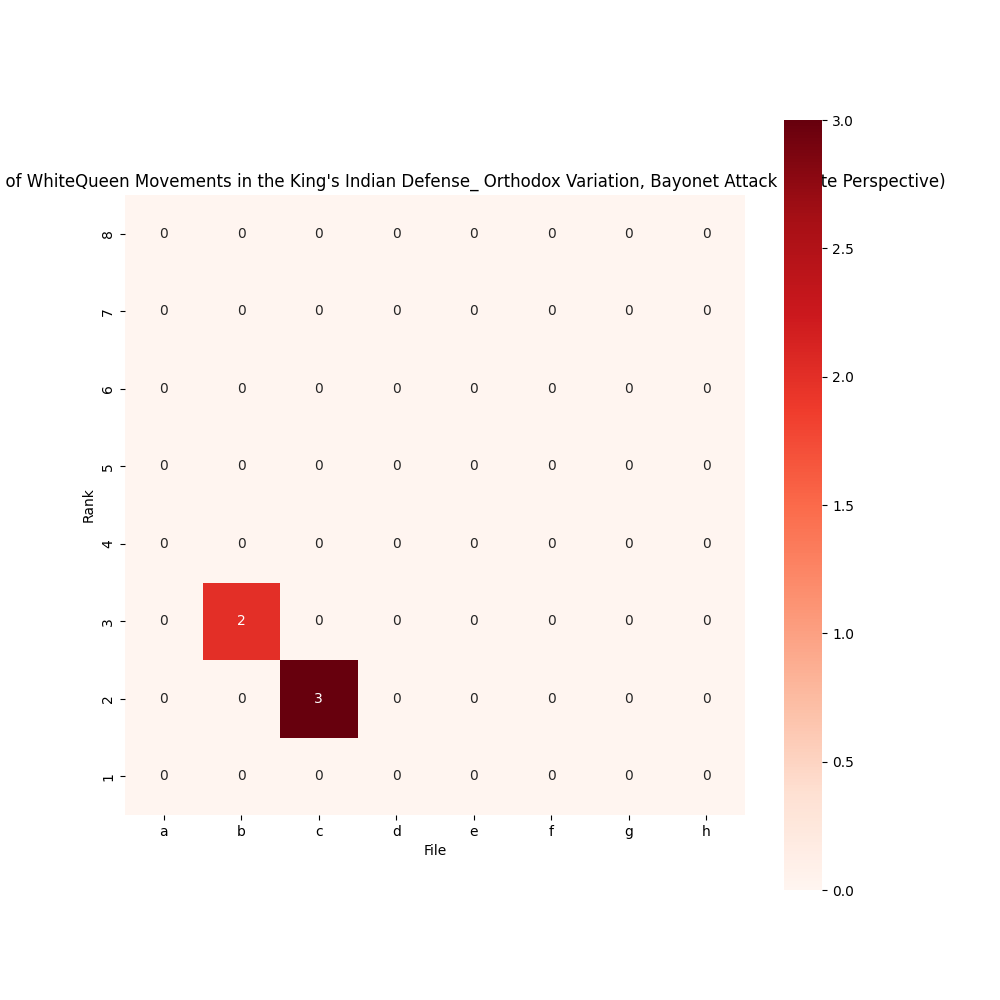 of WhiteQueen Movements in the King's Indian Defense_ Orthodox Variation, Bayonet Attack te Perspective)
3.0
2.5
2.0
1.5
1.0
0.5
0.0
8 0 0 0 0 0 0 0 0
7 0 0 0 0 0 0 0 0
6 0 0 0 0 0 0 0 0
5 0 0 0 0 0 0 0 0
4 0 0 0 0 0 0 0 0
3 0 2 0 0 0 0 0 0
2 0 0 3 0 0 0 0 0
1 0 0 0 0 0 0 0 0
Rank
a b c d e f g h
File